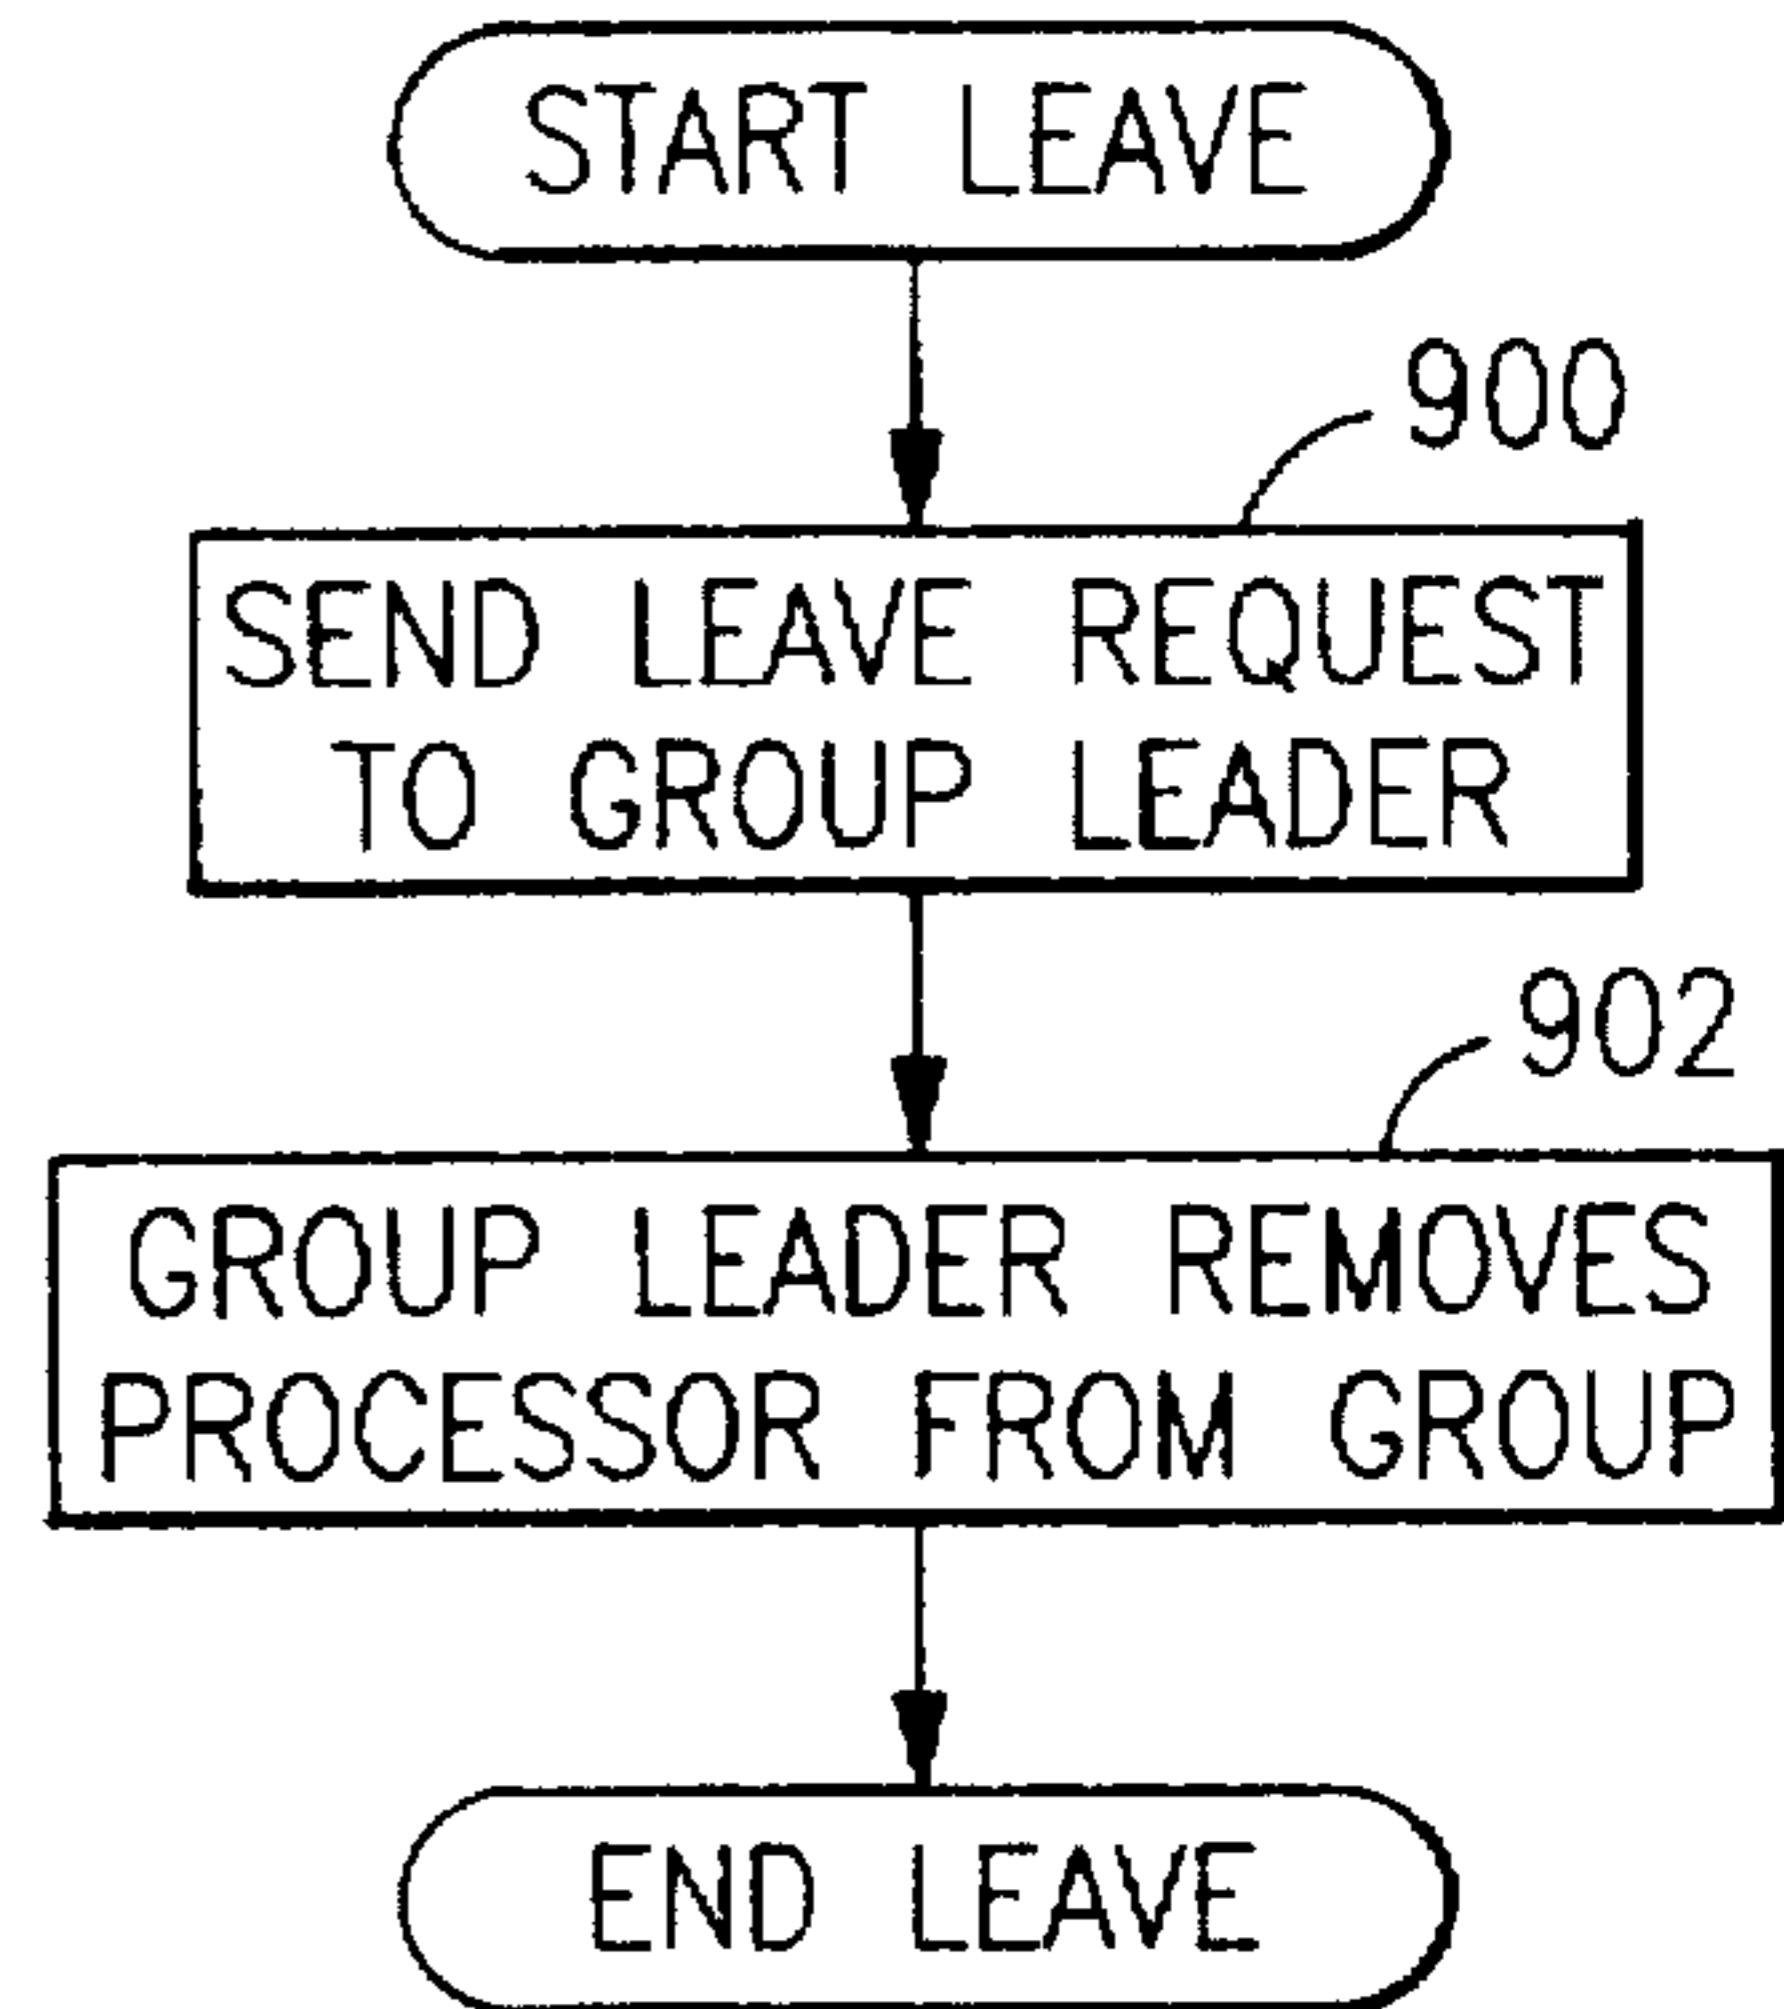 START LEAVE
900
SEND LEAVE REQUEST
TO GROUP LEADER
902
GROUP LEADER REMOVES
PROCESSOR FROM GROUP
END LEAVE